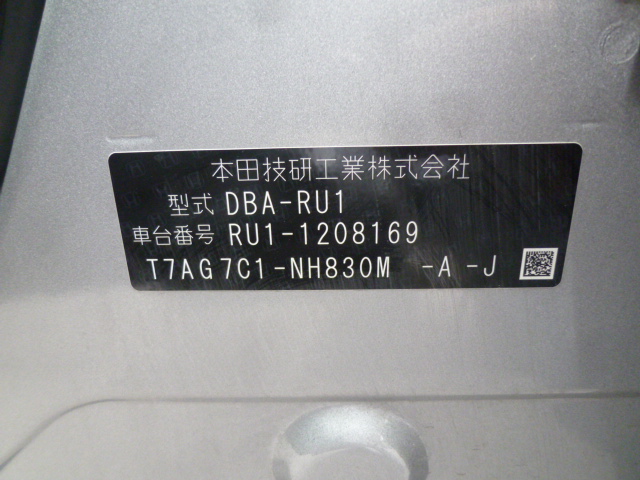 本田技研工業株式会社
型式 DBA-RU1
車台番号 RU1-1208169
T7AG7C1-NH830M -A -J